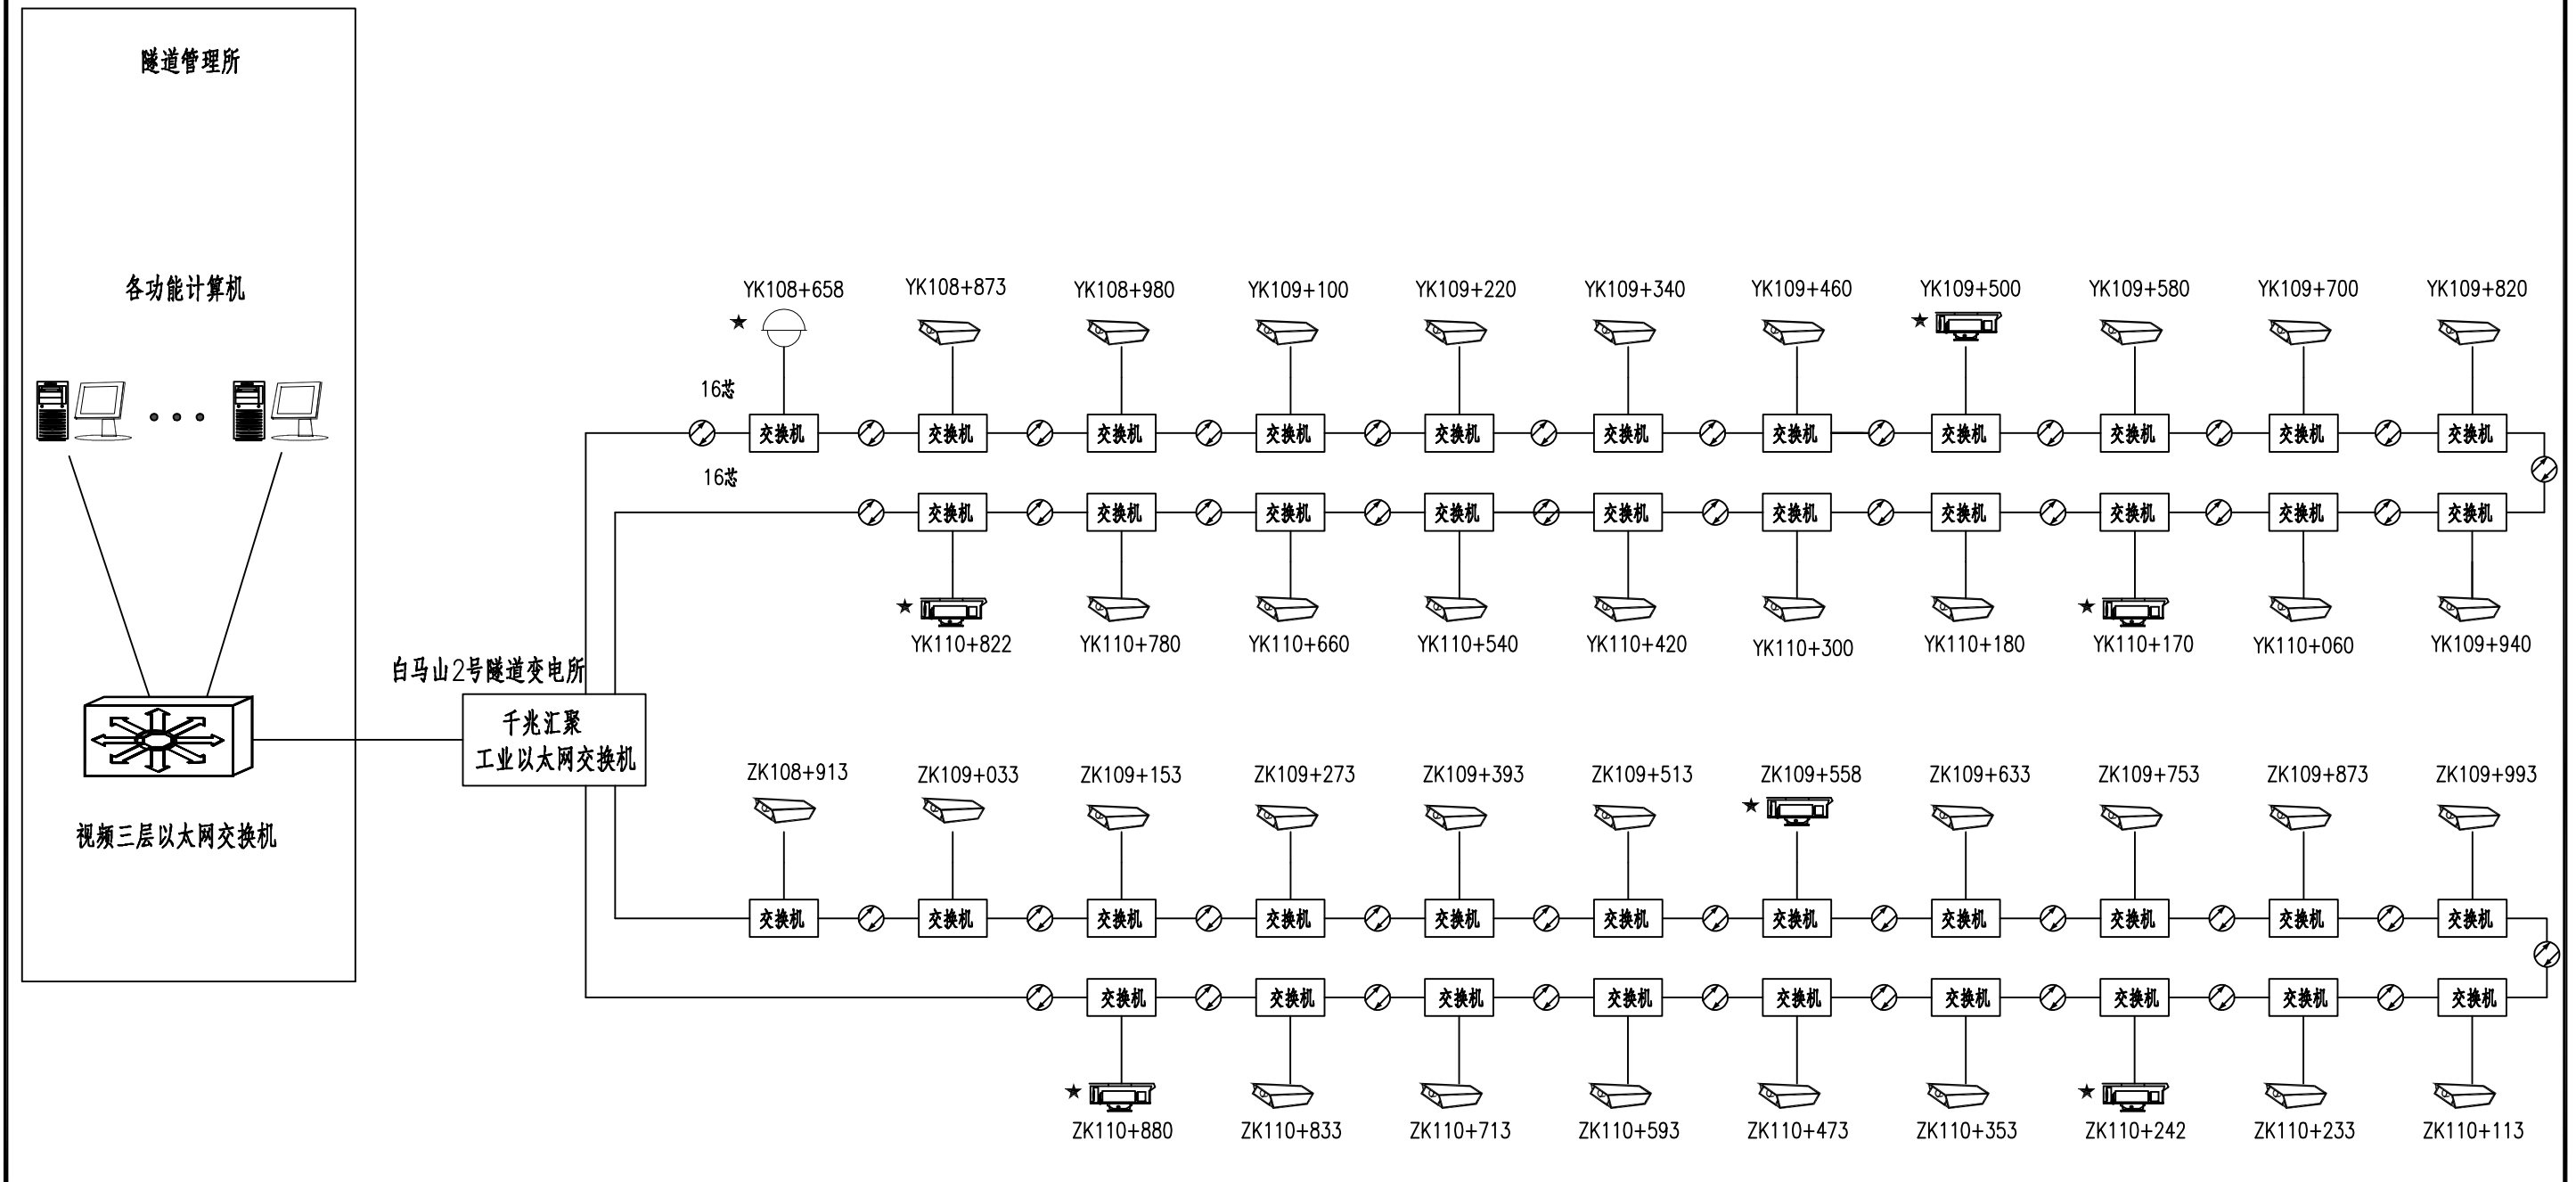 隧道管理所
各功能计算机
视频三层以太网交换机
白马山2号隧道变电所
千兆汇聚
工业以太网交换机
YK108+658 YK108+873 YK108+980 YK109+100 YK109+220 YK109+340 YK109+460 YK109+500 YK109+580 YK109+700 YK109+820
★ ★
16芯
交换机 交换机 交换机 交换机 交换机 交换机 交换机 交换机 交换机 交换机 交换机
16芯
交换机 交换机 交换机 交换机 交换机 交换机 交换机 交换机 交换机 交换机
★ ★
YK110+822 YK110+780 YK110+660 YK110+540 YK110+420 YK110+300 YK110+180 YK110+170 YK110+060 YK109+940
ZK108+913 ZK109+033 ZK109+153 ZK109+273 ZK109+393 ZK109+513 ZK109+558 ZK109+633 ZK109+753 ZK109+873 ZK109+993
★
交换机 交换机 交换机 交换机 交换机 交换机 交换机 交换机 交换机 交换机 交换机
交换机 交换机 交换机 交换机 交换机 交换机 交换机 交换机 交换机
★ ★
ZK110+880 ZK110+833 ZK110+713 ZK110+593 ZK110+473 ZK110+353 ZK110+242 ZK110+233 ZK110+113